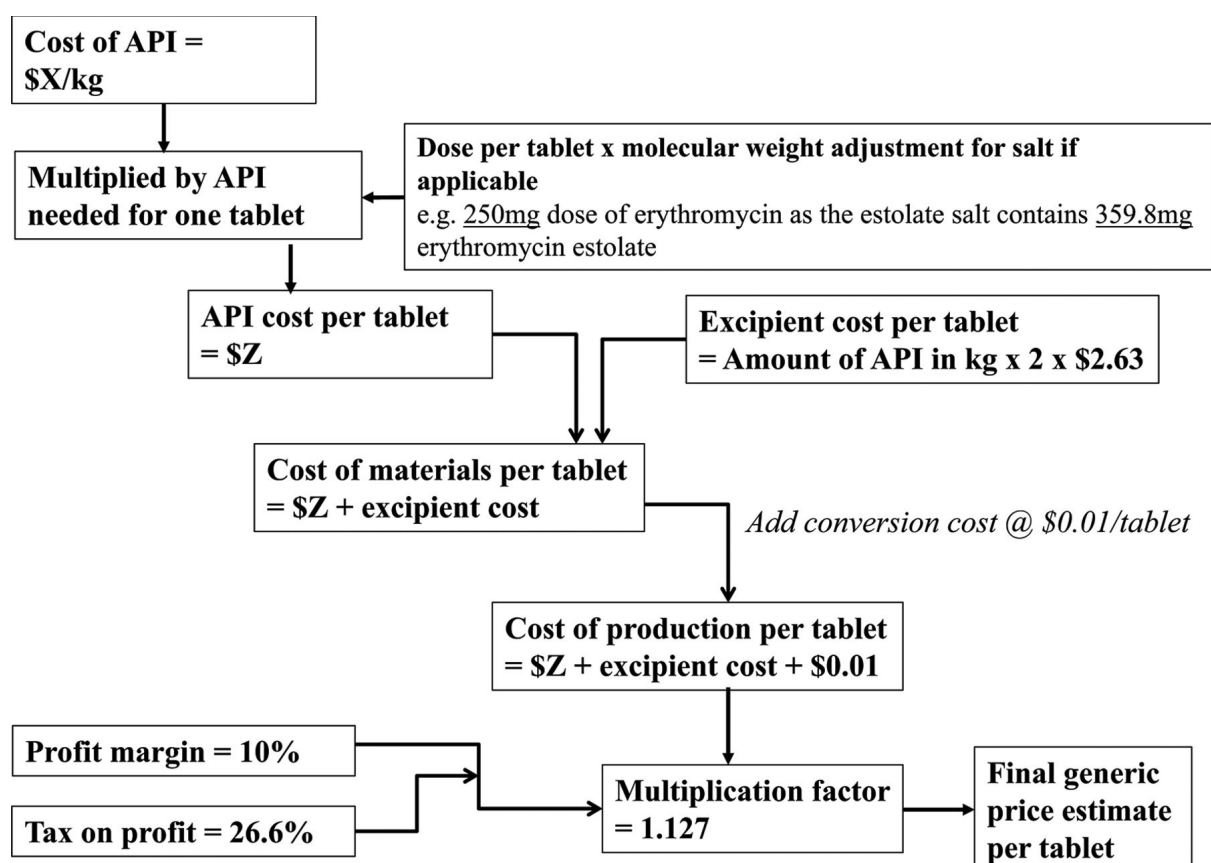 Cost of API =
$X/kg
Multiplied by API
needed for one tablet
Dose per tablet x molecular weight adjustment for salt if
applicable
e.g. 250mg dose of erythromycin as the estolate salt contains 359.8mg
erythromycin estolate
API cost per tablet
= $Z
Excipient cost per tablet
= Amount of API in kg x 2 x $2.63
Cost of materials per tablet
= $Z + excipient cost
Add conversion cost @ $0.01/tablet
Cost of production per tablet
= $Z + excipient cost + $0.01
Profit margin = 10%
Tax on profit = 26.6%
Multiplication factor
= 1.127
Final generic
price estimate
per tablet